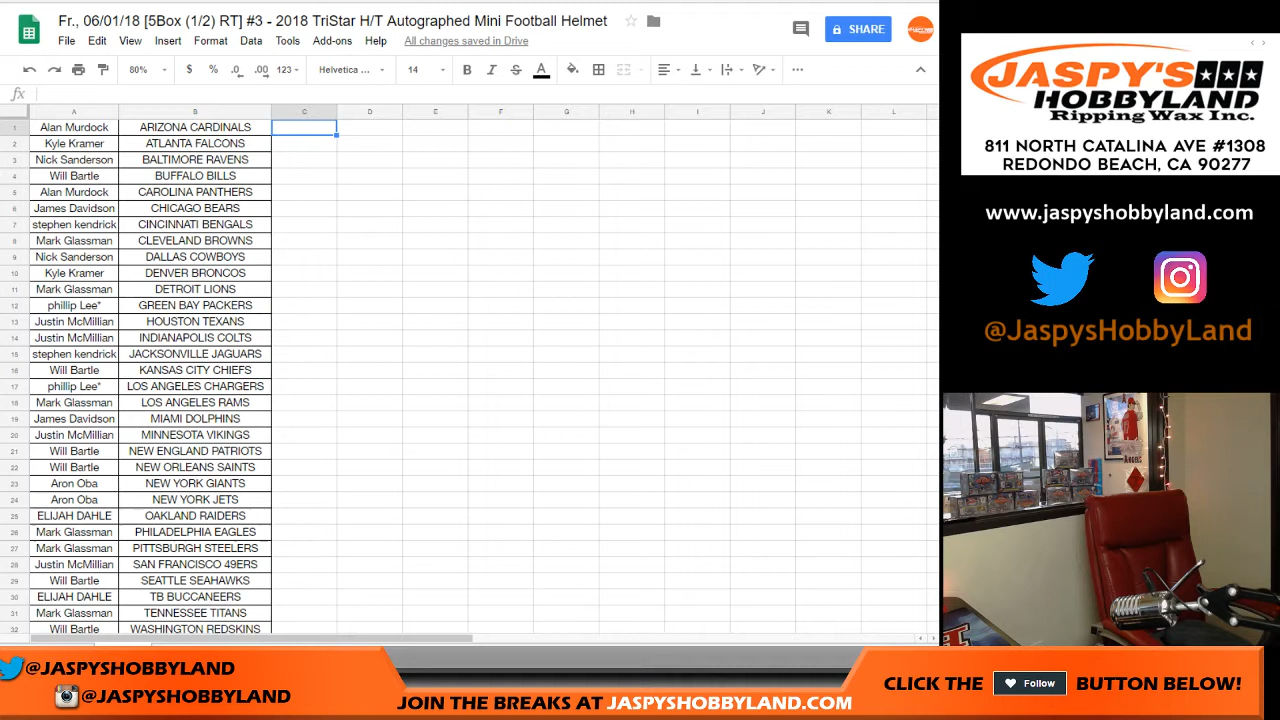 Fr., 06/01/18 [5Box (1/2) RT] #3 - 2018 TriStar H/T Autographed Mini Football Helmet
File Edit View Insert Format Data Tools Add-ons Help All changes saved in Drive
SHARE
80% $ % .0 .00 123 Helvetica ... 14 B I S A
fx
A B C D E F G H I J K L
1 Alan Murdock ARIZONA CARDINALS
2 Kyle Kramer ATLANTA FALCONS
3 Nick Sanderson BALTIMORE RAVENS
4 Will Bartle BUFFALO BILLS
5 Alan Murdock CAROLINA PANTHERS
6 James Davidson CHICAGO BEARS
7 stephen kendrick CINCINNATI BENGALS
8 Mark Glassman CLEVELAND BROWNS
9 Nick Sanderson DALLAS COWBOYS
10 Kyle Kramer DENVER BRONCOS
11 Mark Glassman DETROIT LIONS
12 phillip Lee* GREEN BAY PACKERS
13 Justin McMillian HOUSTON TEXANS
14 Justin McMillian INDIANAPOLIS COLTS
15 stephen kendrick JACKSONVILLE JAGUARS
16 Will Bartle KANSAS CITY CHIEFS
17 phillip Lee* LOS ANGELES CHARGERS
18 Mark Glassman LOS ANGELES RAMS
19 James Davidson MIAMI DOLPHINS
20 Justin McMillian MINNESOTA VIKINGS
21 Will Bartle NEW ENGLAND PATRIOTS
22 Will Bartle NEW ORLEANS SAINTS
23 Aron Oba NEW YORK GIANTS
24 Aron Oba NEW YORK JETS
25 ELIJAH DAHLE OAKLAND RAIDERS
26 Mark Glassman PHILADELPHIA EAGLES
27 Mark Glassman PITTSBURGH STEELERS
28 Justin McMillian SAN FRANCISCO 49ERS
29 Will Bartle SEATTLE SEAHAWKS
30 ELIJAH DAHLE TB BUCCANEERS
31 Mark Glassman TENNESSEE TITANS
32 Will Bartle WASHINGTON REDSKINS
JASPY'S
HOBBYLAND
Ripping Wax Inc.
811 NORTH CATALINA AVE #1308
REDONDO BEACH, CA 90277
www.jaspyshobbyland.com
@JaspysHobbyLand
Angels
@JASPYSHOBBYLAND
@JASPYSHOBBYLAND
JOIN THE BREAKS AT JASPYSHOBBYLAND.COM
CLICK THE Follow BUTTON BELOW!